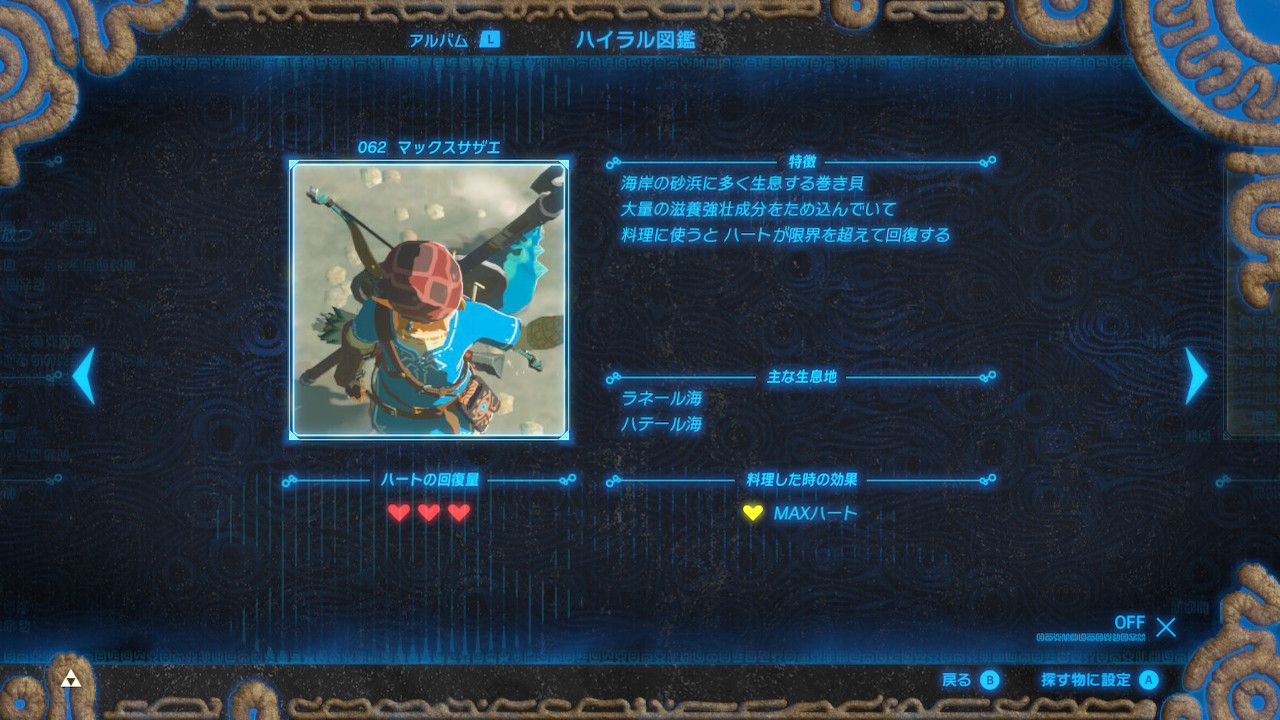 アルバム L
ハイラル図鑑
062 マックスサザエ
特徴
海岸の砂浜に多く生息する巻き貝
大量の滋養強壮成分をため込んでいて
料理に使うと ハートが限界を超えて回復する
主な生息地
ラネール海
ハテール海
ハートの回復量
料理した時の効果
MAXハート
OFF
戻る B
探す物に設定 A